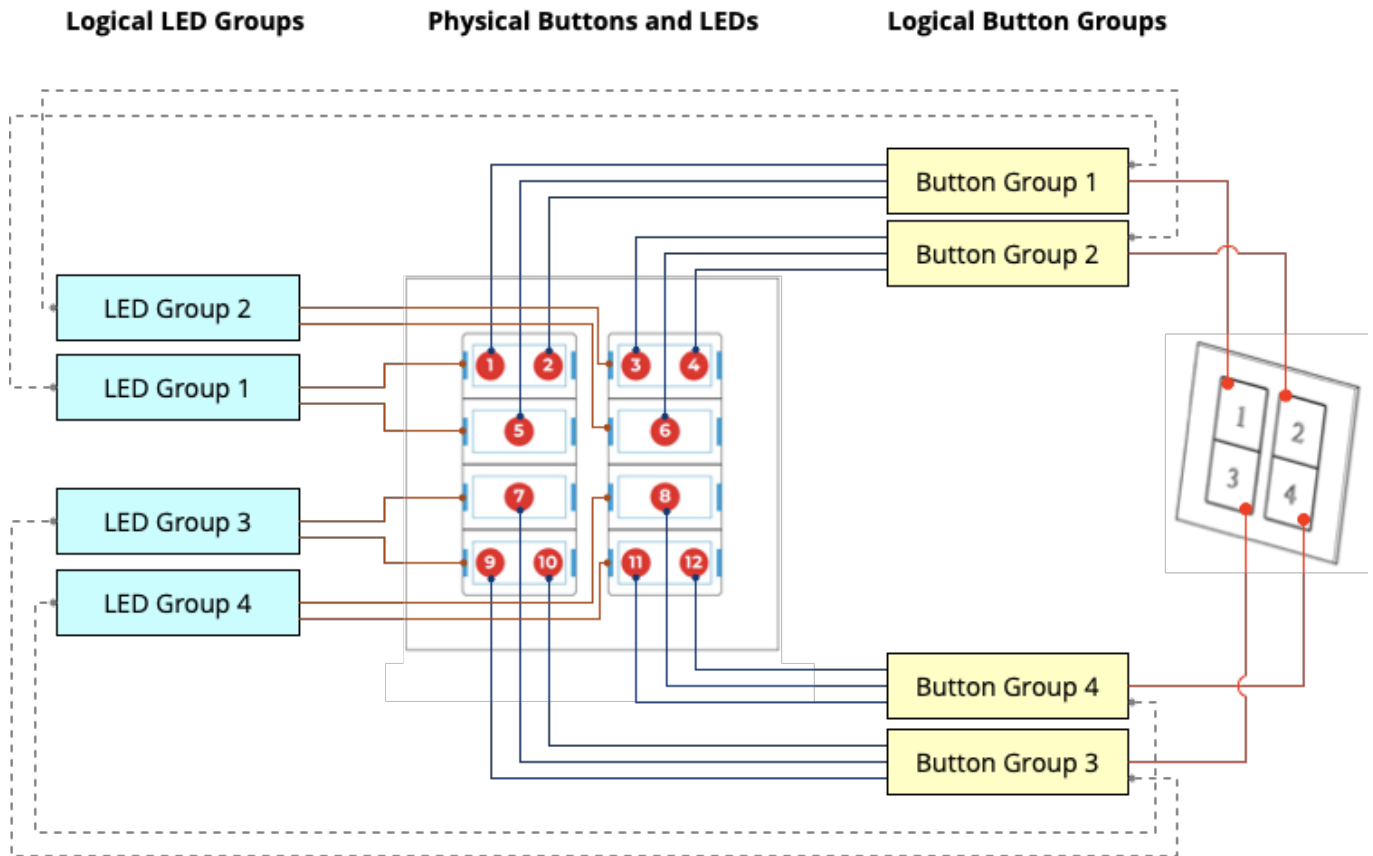 Logical LED Groups
Physical Buttons and LEDs
Logical Button Groups
Button Group 1
Button Group 2
LED Group 2
LED Group 1
1
2
3
4
5
6
7
8
9
10
11
12
1
2
3
4
LED Group 3
LED Group 4
Button Group 4
Button Group 3